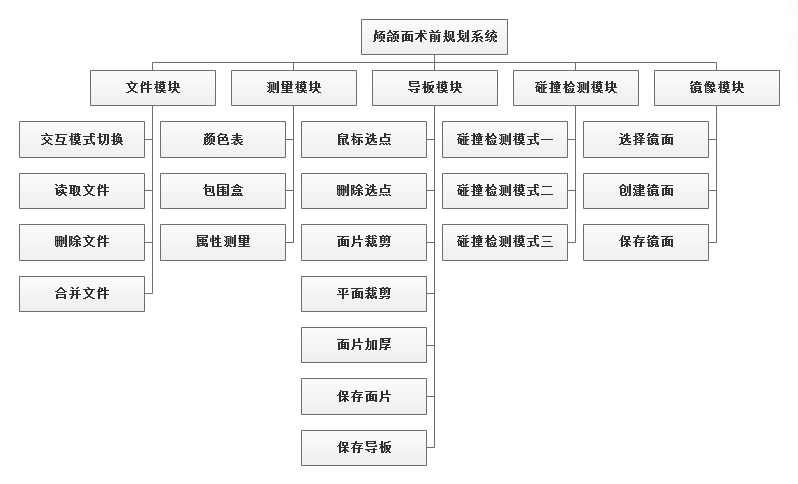 颅颌面术前规划系统
文件模块
测量模块
导板模块
碰撞检测模块
镜像模块
交互模式切换
颜色表
鼠标选点
碰撞检测模式一
选择镜面
读取文件
包围盒
删除选点
碰撞检测模式二
创建镜面
删除文件
属性测量
面片裁剪
碰撞检测模式三
保存镜面
合并文件
平面裁剪
面片加厚
保存面片
保存导板